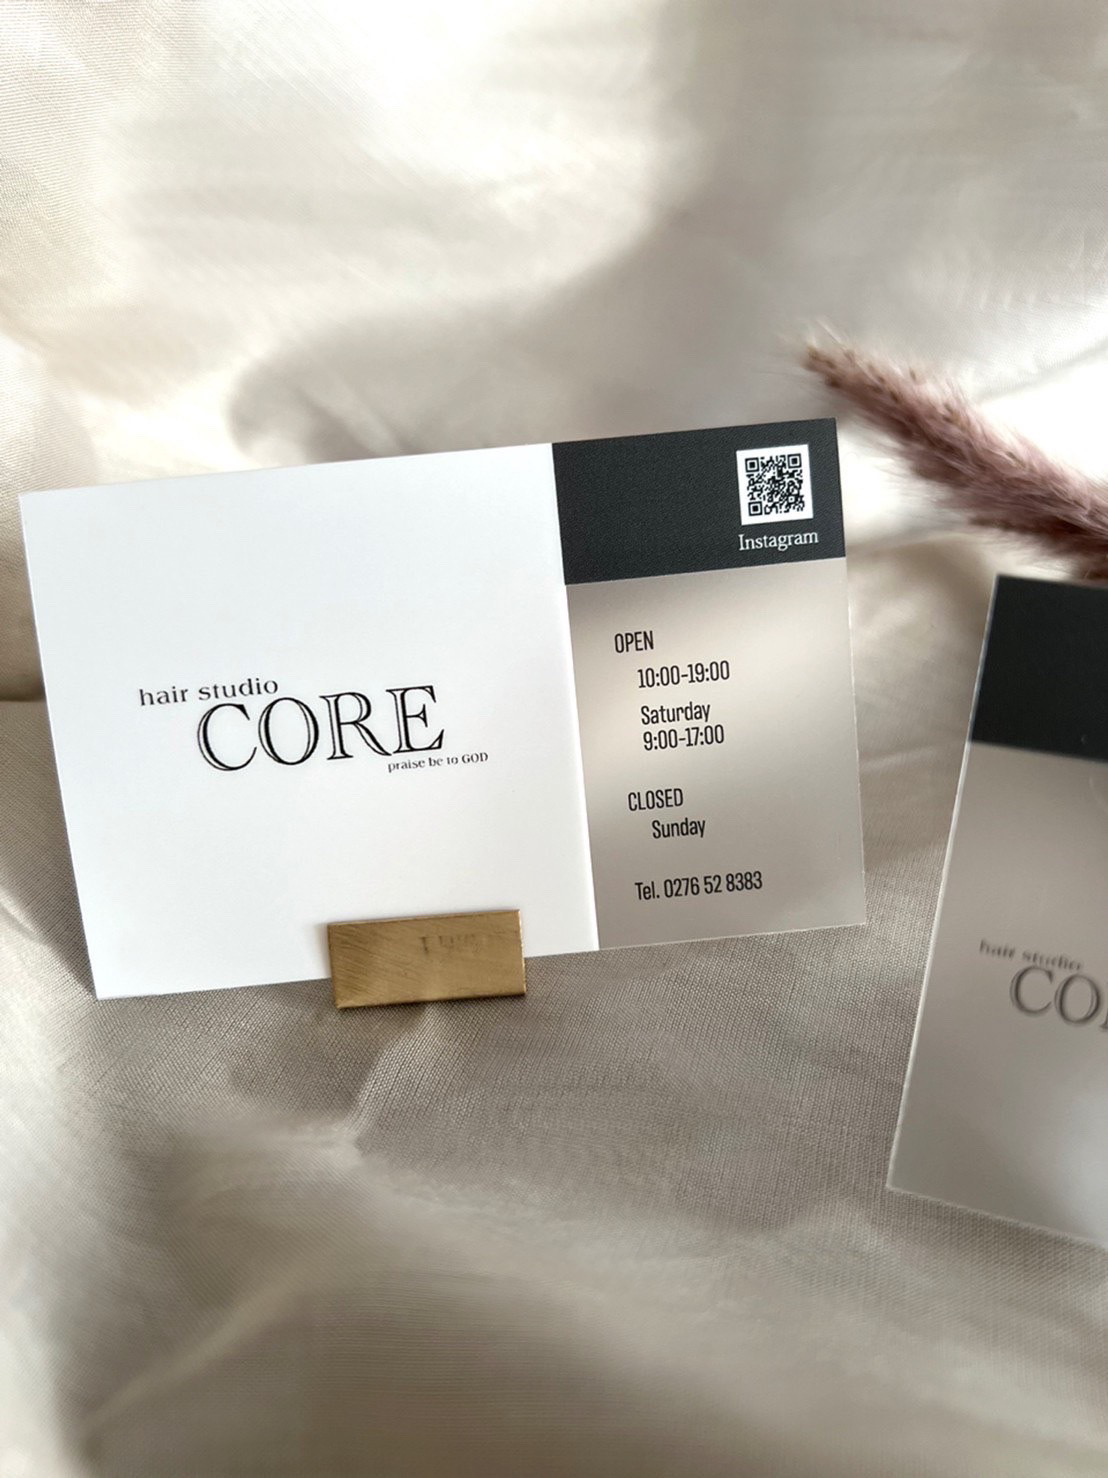 hair studio
CORE
praise be to GOD
Instagram
OPEN
10:00-19:00
Saturday
9:00-17:00
CLOSED
Sunday
Tel. 0276 52 8383
hair studio
CO